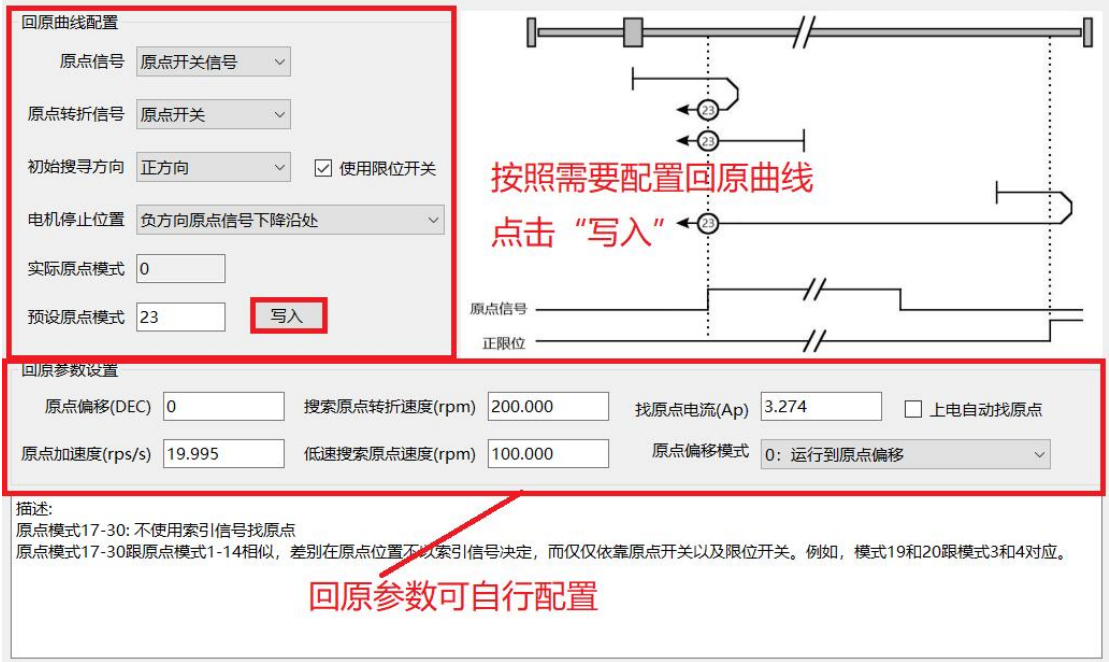 回原曲线配置
原点信号 原点开关信号
原点转折信号 原点开关
初始搜寻方向 正方向 使用限位开关
电机停止位置 负方向原点信号下降沿处
实际原点模式 0
预设原点模式 23 写入
23
23
按照需要配置回原曲线
点击“写入”
23
原点信号
正限位
回原参数设置
原点偏移(DEC) 0 搜索原点转折速度(rpm) 200.000 找原点电流(Ap) 3.274 上电自动找原点
原点加速度(rps/s) 19.995 低速搜索原点速度(rpm) 100.000 原点偏移模式 0：运行到原点偏移
描述:
原点模式17-30: 不使用索引信号找原点
原点模式17-30跟原点模式1-14相似，差别在原点位置不以索引信号决定，而仅仅依靠原点开关以及限位开关。例如，模式19和20跟模式3和4对应。
回原参数可自行配置